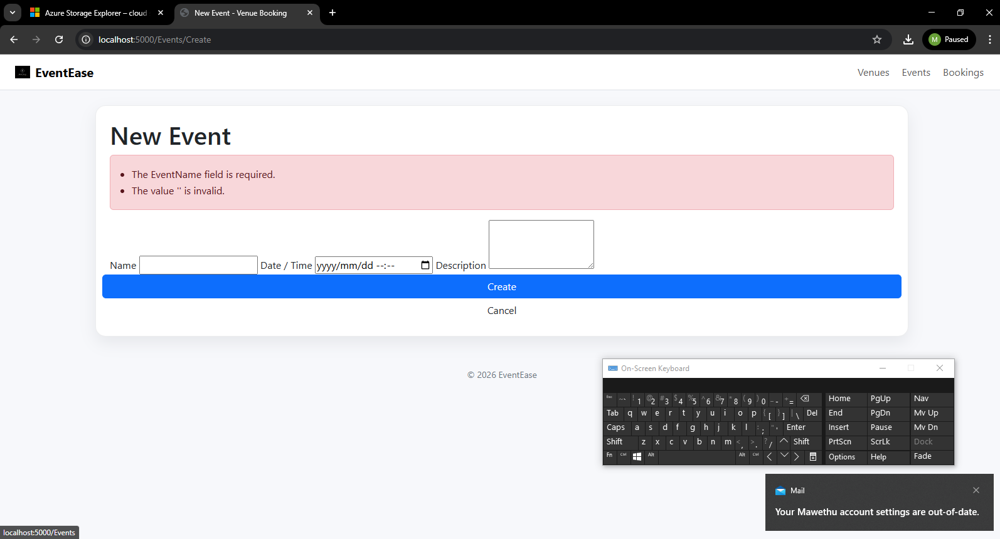 Azure Storage Explorer – cloud
New Event - Venue Booking
localhost:5000/Events/Create
M Paused
EventEase
Venues Events Bookings
New Event
The EventName field is required.
The value '' is invalid.
Name
Date / Time yyyy/mm/dd --:--
Description
Create
Cancel
© 2026 EventEase
On-Screen Keyboard
Esc ~ ` ! 1 @ 2 # 3 $ 4 % 5 ^ 6 & 7 * 8 ( 9 ) 0 _ - + = Home PgUp Nav
Tab q w e r t y u i o p { [ } ] | \ Del End PgDn Mv Up
Caps a s d f g h j k l : ; " ' Enter Insert Pause Mv Dn
Shift z x c v b n m < , > . ? / Shift PrtScn ScrLk Dock
Fn Ctrl Alt Alt Ctrl Options Help Fade
Mail
Your Mawethu account settings are out-of-date.
localhost:5000/Events